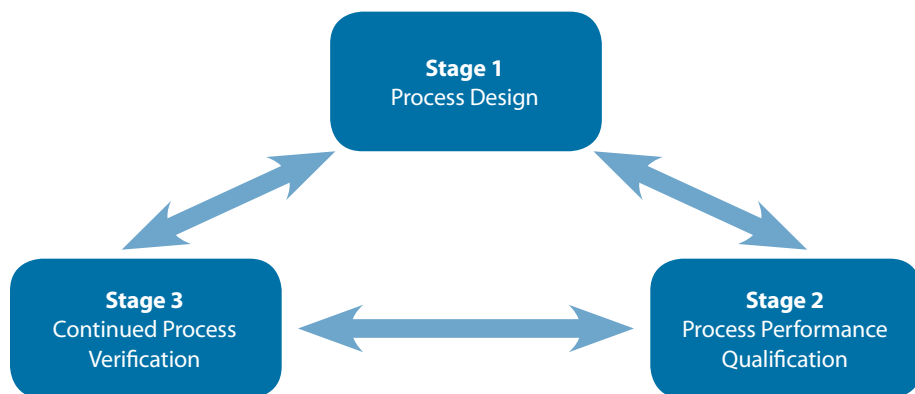 Stage 1
Process Design
Stage 3
Continued Process
Verification
Stage 2
Process Performance
Qualification